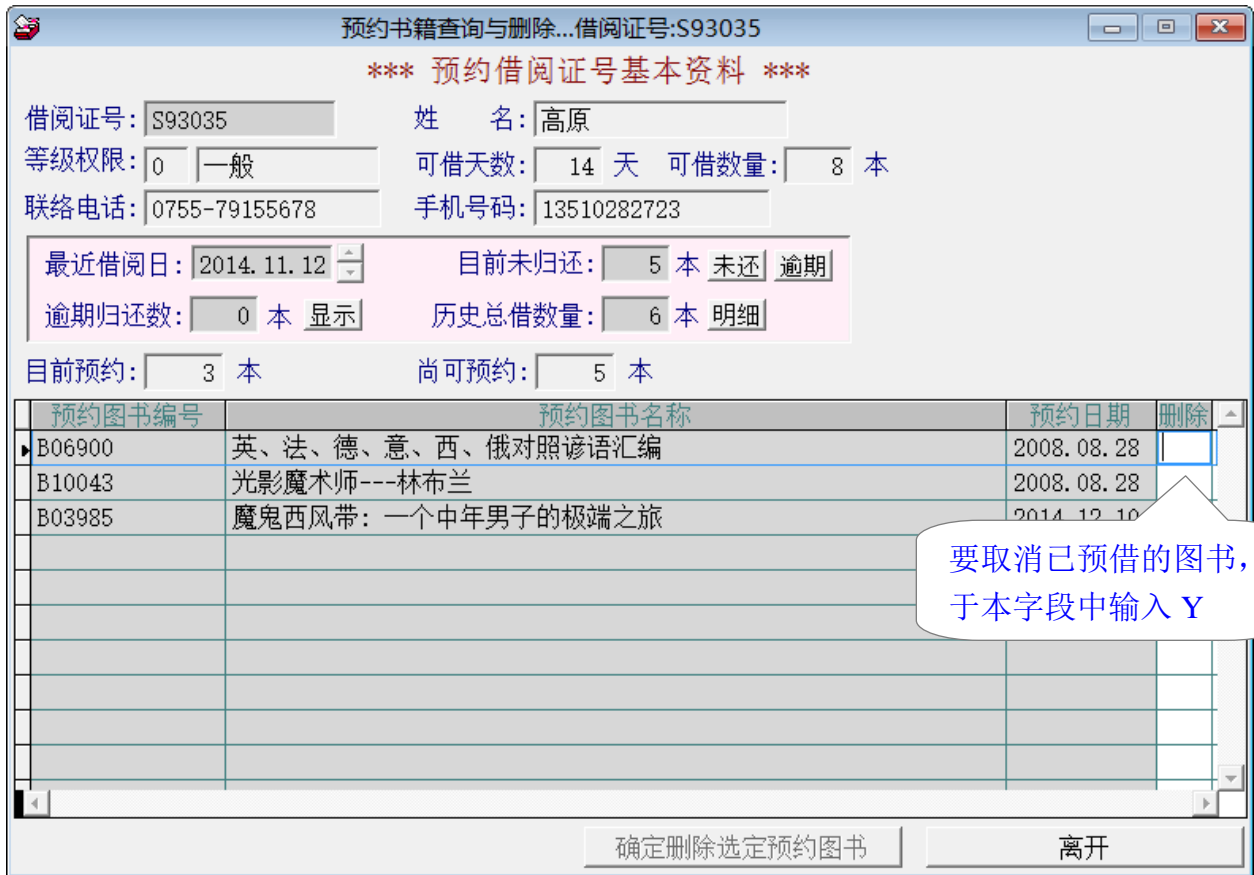 预约书籍查询与删除...借阅证号:S93035
*** 预约借阅证号基本资料 ***
借阅证号: S93035 姓 名: 高原
等级权限: 0 一般 可借天数: 14 天 可借数量: 8 本
联络电话: 0755-79155678 手机号码: 13510282723
最近借阅日: 2014.11.12 目前未归还: 5 本 未还 逾期
逾期归还数: 0 本 显示 历史总借数量: 6 本 明细
目前预约: 3 本 尚可预约: 5 本
预约图书编号 预约图书名称 预约日期 删除
B06900 英、法、德、意、西、俄对照谚语汇编 2008.08.28
B10043 光影魔术师---林布兰 2008.08.28
B03985 魔鬼西风带: 一个中年男子的极端之旅 2014.12.10
要取消已预借的图书，
于本字段中输入 Y
确定删除选定预约图书 离开